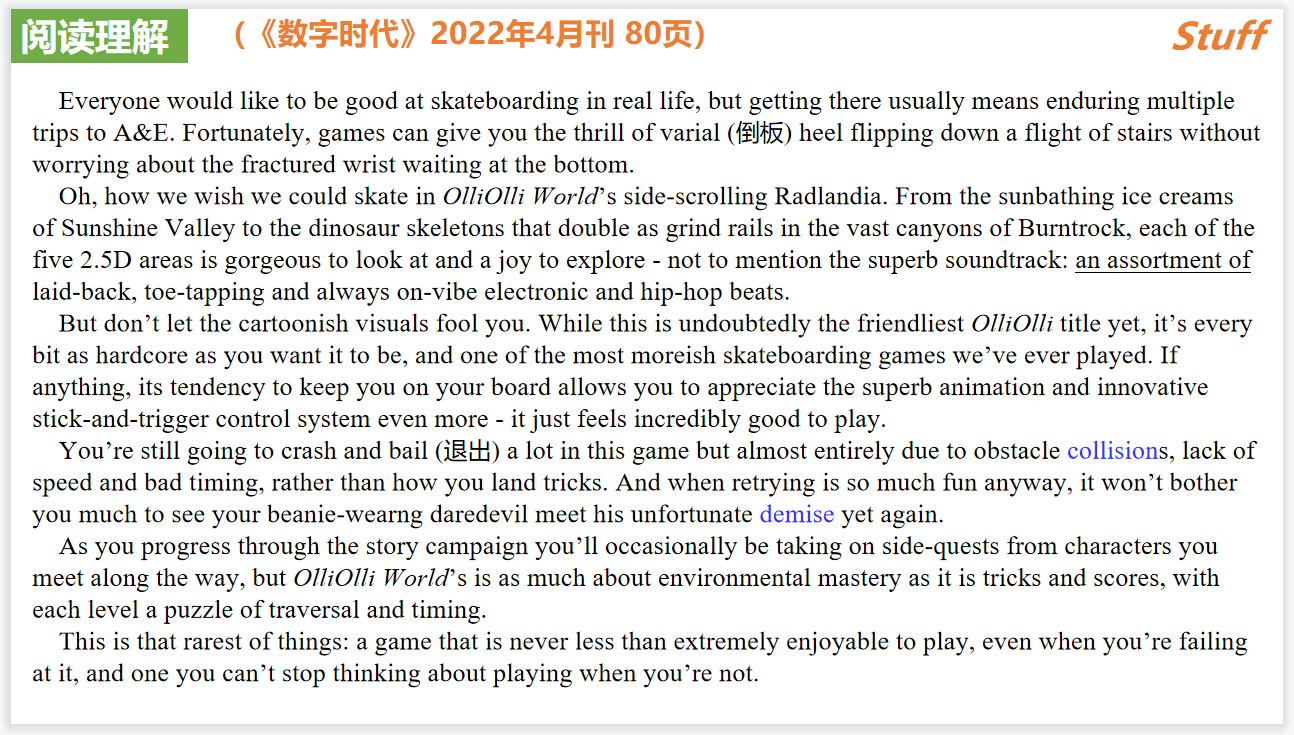 阅读理解
(《数字时代》2022年4月刊 80页)
Stuff
Everyone would like to be good at skateboarding in real life, but getting there usually means enduring multiple
trips to A&E. Fortunately, games can give you the thrill of varial (倒板) heel flipping down a flight of stairs without
worrying about the fractured wrist waiting at the bottom.
Oh, how we wish we could skate in OlliOlli World's side-scrolling Radlandia. From the sunbathing ice creams
of Sunshine Valley to the dinosaur skeletons that double as grind rails in the vast canyons of Burntrock, each of the
five 2.5D areas is gorgeous to look at and a joy to explore - not to mention the superb soundtrack: an assortment of
laid-back, toe-tapping and always on-vibe electronic and hip-hop beats.
But don't let the cartoonish visuals fool you. While this is undoubtedly the friendliest OlliOlli title yet, it's every
bit as hardcore as you want it to be, and one of the most moreish skateboarding games we've ever played. If
anything, its tendency to keep you on your board allows you to appreciate the superb animation and innovative
stick-and-trigger control system even more - it just feels incredibly good to play.
You're still going to crash and bail (退出) a lot in this game but almost entirely due to obstacle collisions, lack of
speed and bad timing, rather than how you land tricks. And when retrying is so much fun anyway, it won't bother
you much to see your beanie-wearng daredevil meet his unfortunate demise yet again.
As you progress through the story campaign you'll occasionally be taking on side-quests from characters you
meet along the way, but OlliOlli World's is as much about environmental mastery as it is tricks and scores, with
each level a puzzle of traversal and timing.
This is that rarest of things: a game that is never less than extremely enjoyable to play, even when you're failing
at it, and one you can't stop thinking about playing when you're not.